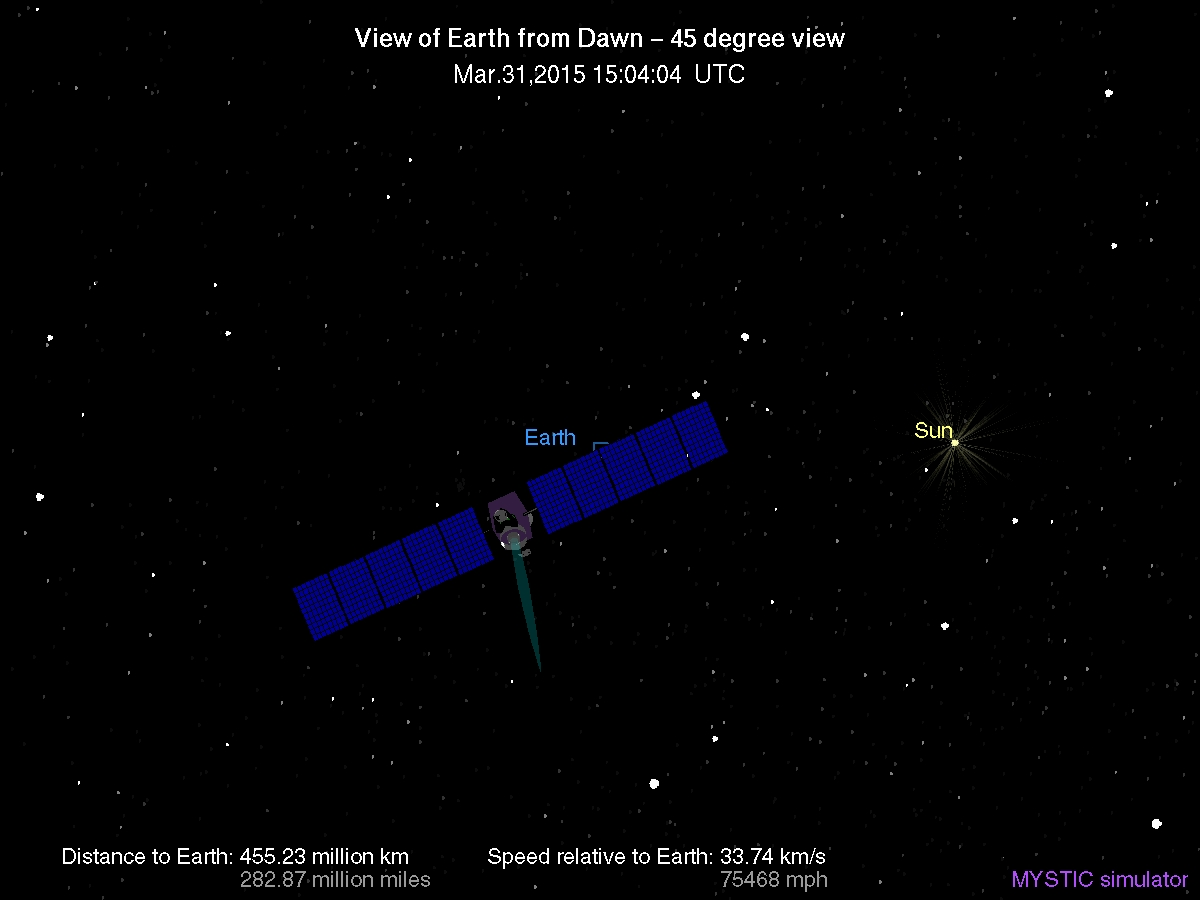 View of Earth from Dawn – 45 degree view
Mar.31,2015 15:04:04 UTC
Earth
Sun
Distance to Earth: 455.23 million km
282.87 million miles
Speed relative to Earth: 33.74 km/s
75468 mph
MYSTIC simulator